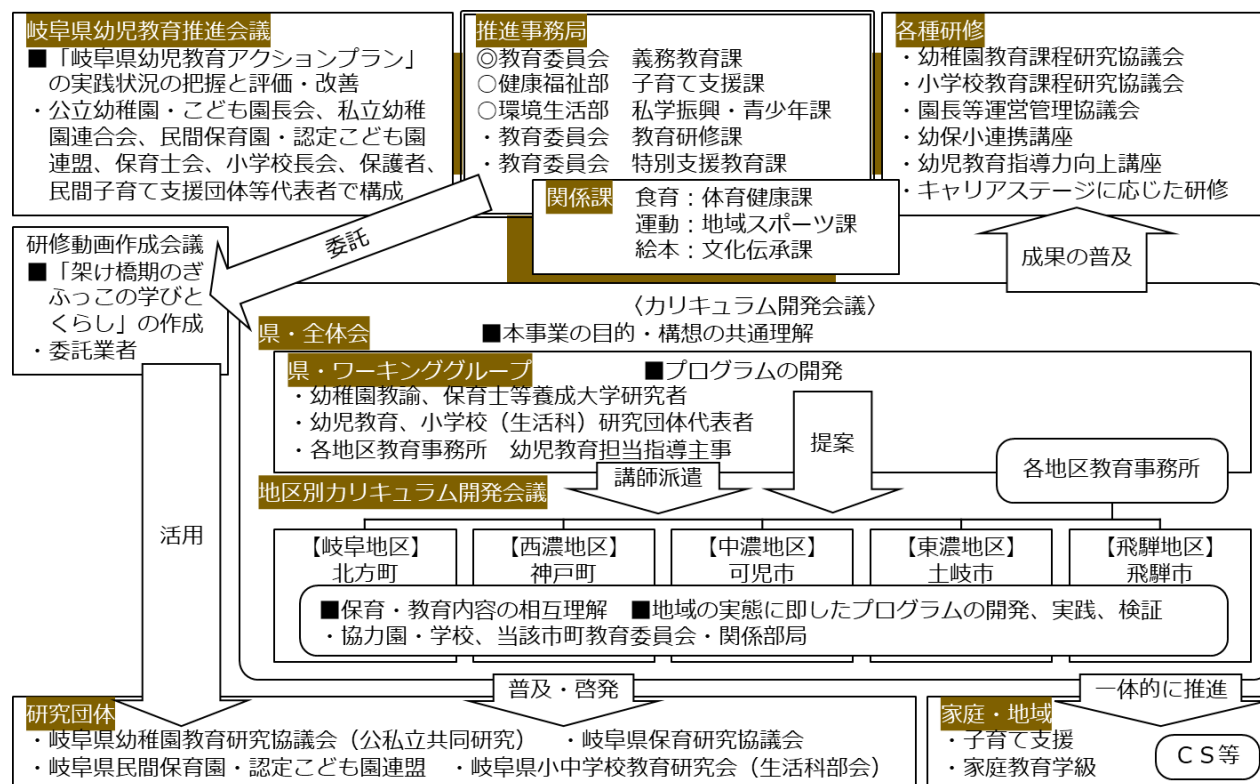 岐阜県幼児教育推進会議
■「岐阜県幼児教育アクションプラン」
の実践状況の把握と評価・改善
・公立幼稚園・こども園長会、私立幼稚
園連合会、民間保育園・認定こども園
連盟、保育士会、小学校長会、保護者、
民間子育て支援団体等代表者で構成
推進事務局
◎教育委員会 義務教育課
○健康福祉部 子育て支援課
○環境生活部 私学振興・青少年課
・教育委員会 教育研修課
・教育委員会 特別支援教育課
関係課 食育：体育健康課
運動：地域スポーツ課
絵本：文化伝承課
各種研修
・幼稚園教育課程研究協議会
・小学校教育課程研究協議会
・園長等運営管理協議会
・幼保小連携講座
・幼児教育指導力向上講座
・キャリアステージに応じた研修
委託
成果の普及
研修動画作成会議
■「架け橋期のぎ
ふっこの学びと
くらし」の作成
・委託業者
活用
〈カリキュラム開発会議〉
県・全体会 ■本事業の目的・構想の共通理解
県・ワーキンググループ ■プログラムの開発
・幼稚園教諭、保育士等養成大学研究者
・幼児教育、小学校（生活科）研究団体代表者
・各地区教育事務所 幼児教育担当指導主事
提案
講師派遣
各地区教育事務所
地区別カリキュラム開発会議
【岐阜地区】
北方町
【西濃地区】
神戸町
【中濃地区】
可児市
【東濃地区】
土岐市
【飛騨地区】
飛騨市
■保育・教育内容の相互理解 ■地域の実態に即したプログラムの開発、実践、検証
・協力園・学校、当該市町教育委員会・関係部局
普及・啓発
一体的に推進
研究団体
・岐阜県幼稚園教育研究協議会（公私立共同研究） ・岐阜県保育研究協議会
・岐阜県民間保育園・認定こども園連盟 ・岐阜県小中学校教育研究会（生活科部会）
家庭・地域
・子育て支援
・家庭教育学級
ＣＳ等